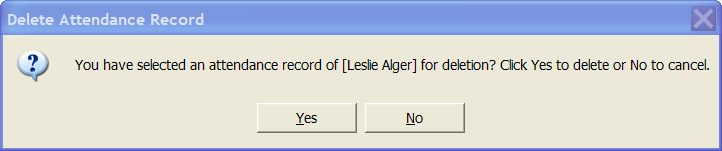 Delete Attendance Record
You have selected an attendance record of [Leslie Alger] for deletion? Click Yes to delete or No to cancel.
Yes No